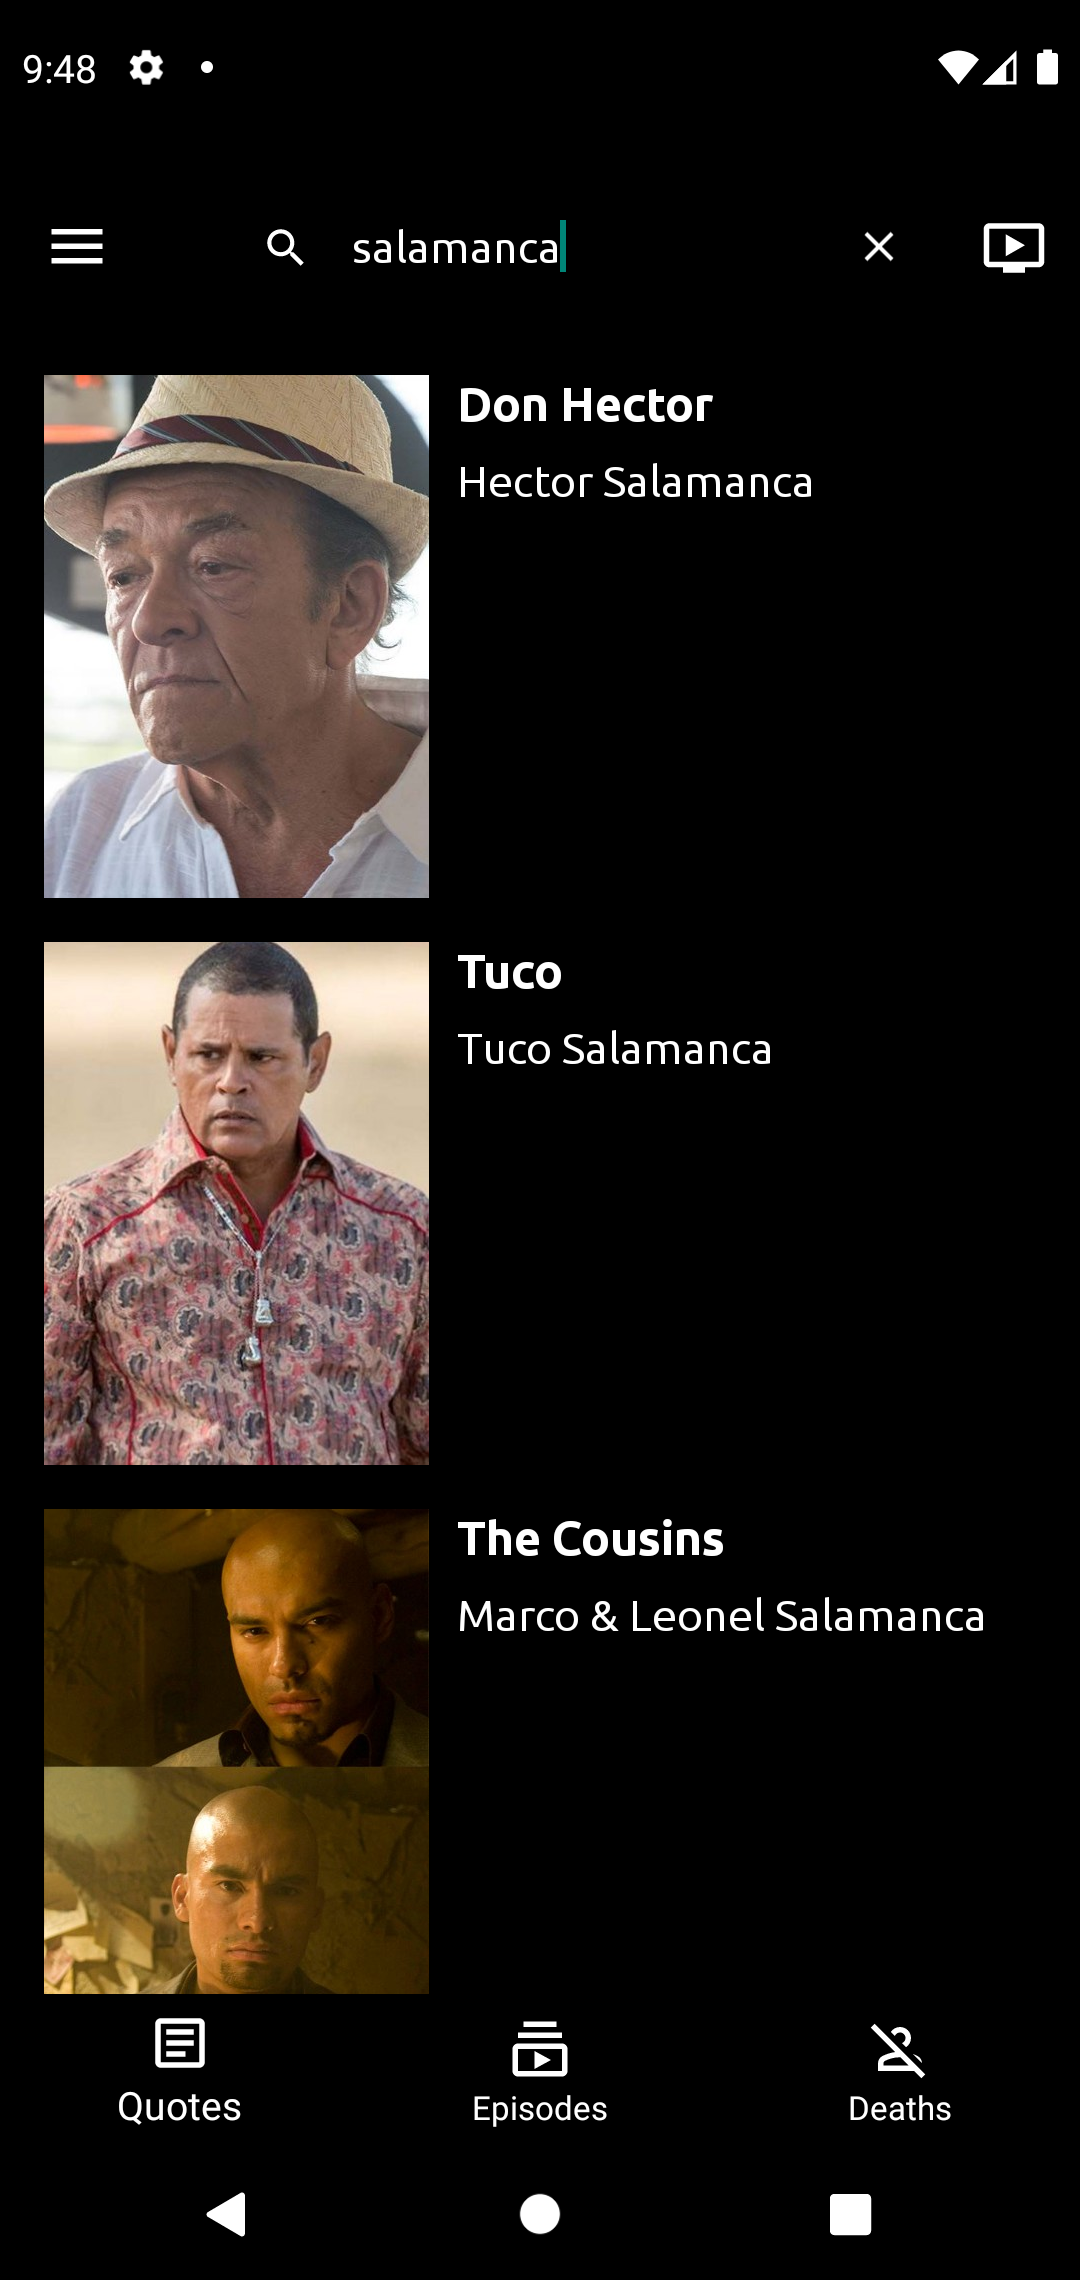 9:48
salamanca
Don Hector
Hector Salamanca
Tuco
Tuco Salamanca
The Cousins
Marco & Leonel Salamanca
Quotes
Episodes
Deaths